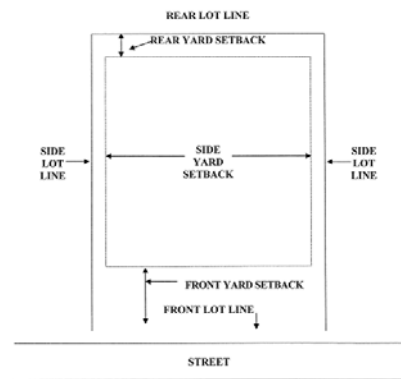 REAR LOT LINE
REAR YARD SETBACK
SIDE
LOT
LINE
SIDE
YARD
SETBACK
SIDE
LOT
LINE
FRONT YARD SETBACK
FRONT LOT LINE
STREET